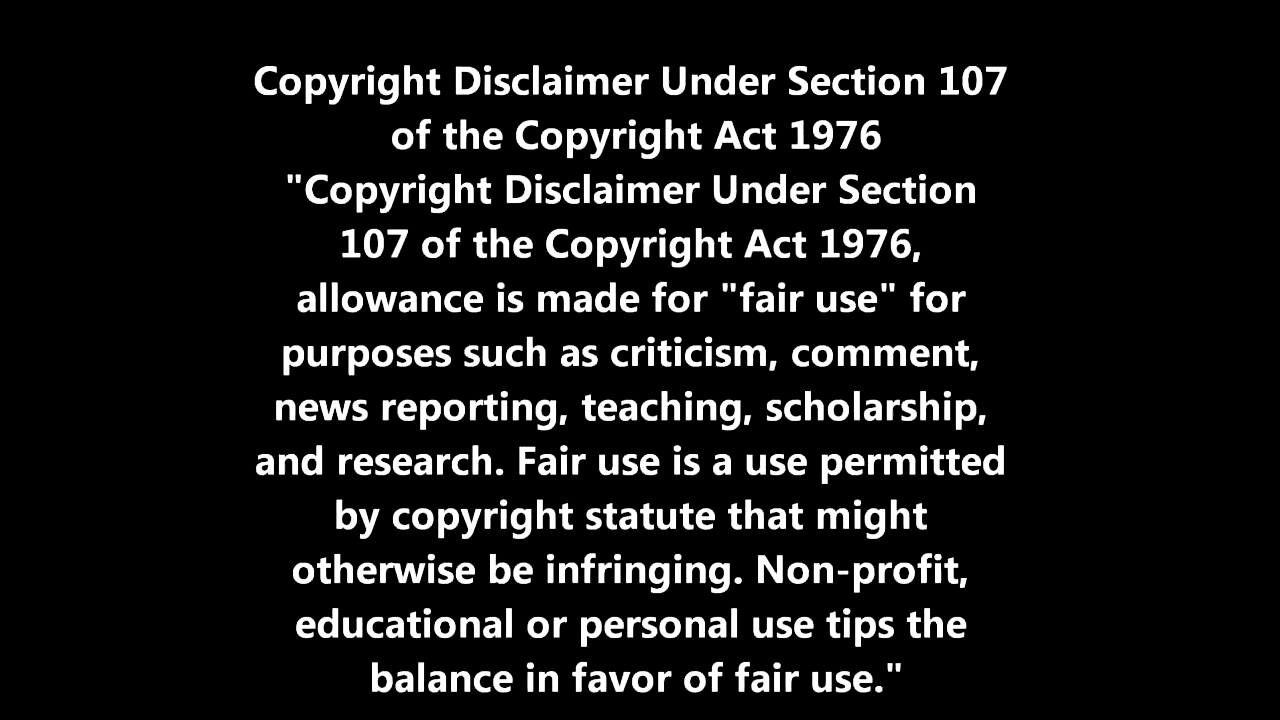 Copyright Disclaimer Under Section 107
of the Copyright Act 1976
"Copyright Disclaimer Under Section
107 of the Copyright Act 1976,
allowance is made for "fair use" for
purposes such as criticism, comment,
news reporting, teaching, scholarship,
and research. Fair use is a use permitted
by copyright statute that might
otherwise be infringing. Non-profit,
educational or personal use tips the
balance in favor of fair use."